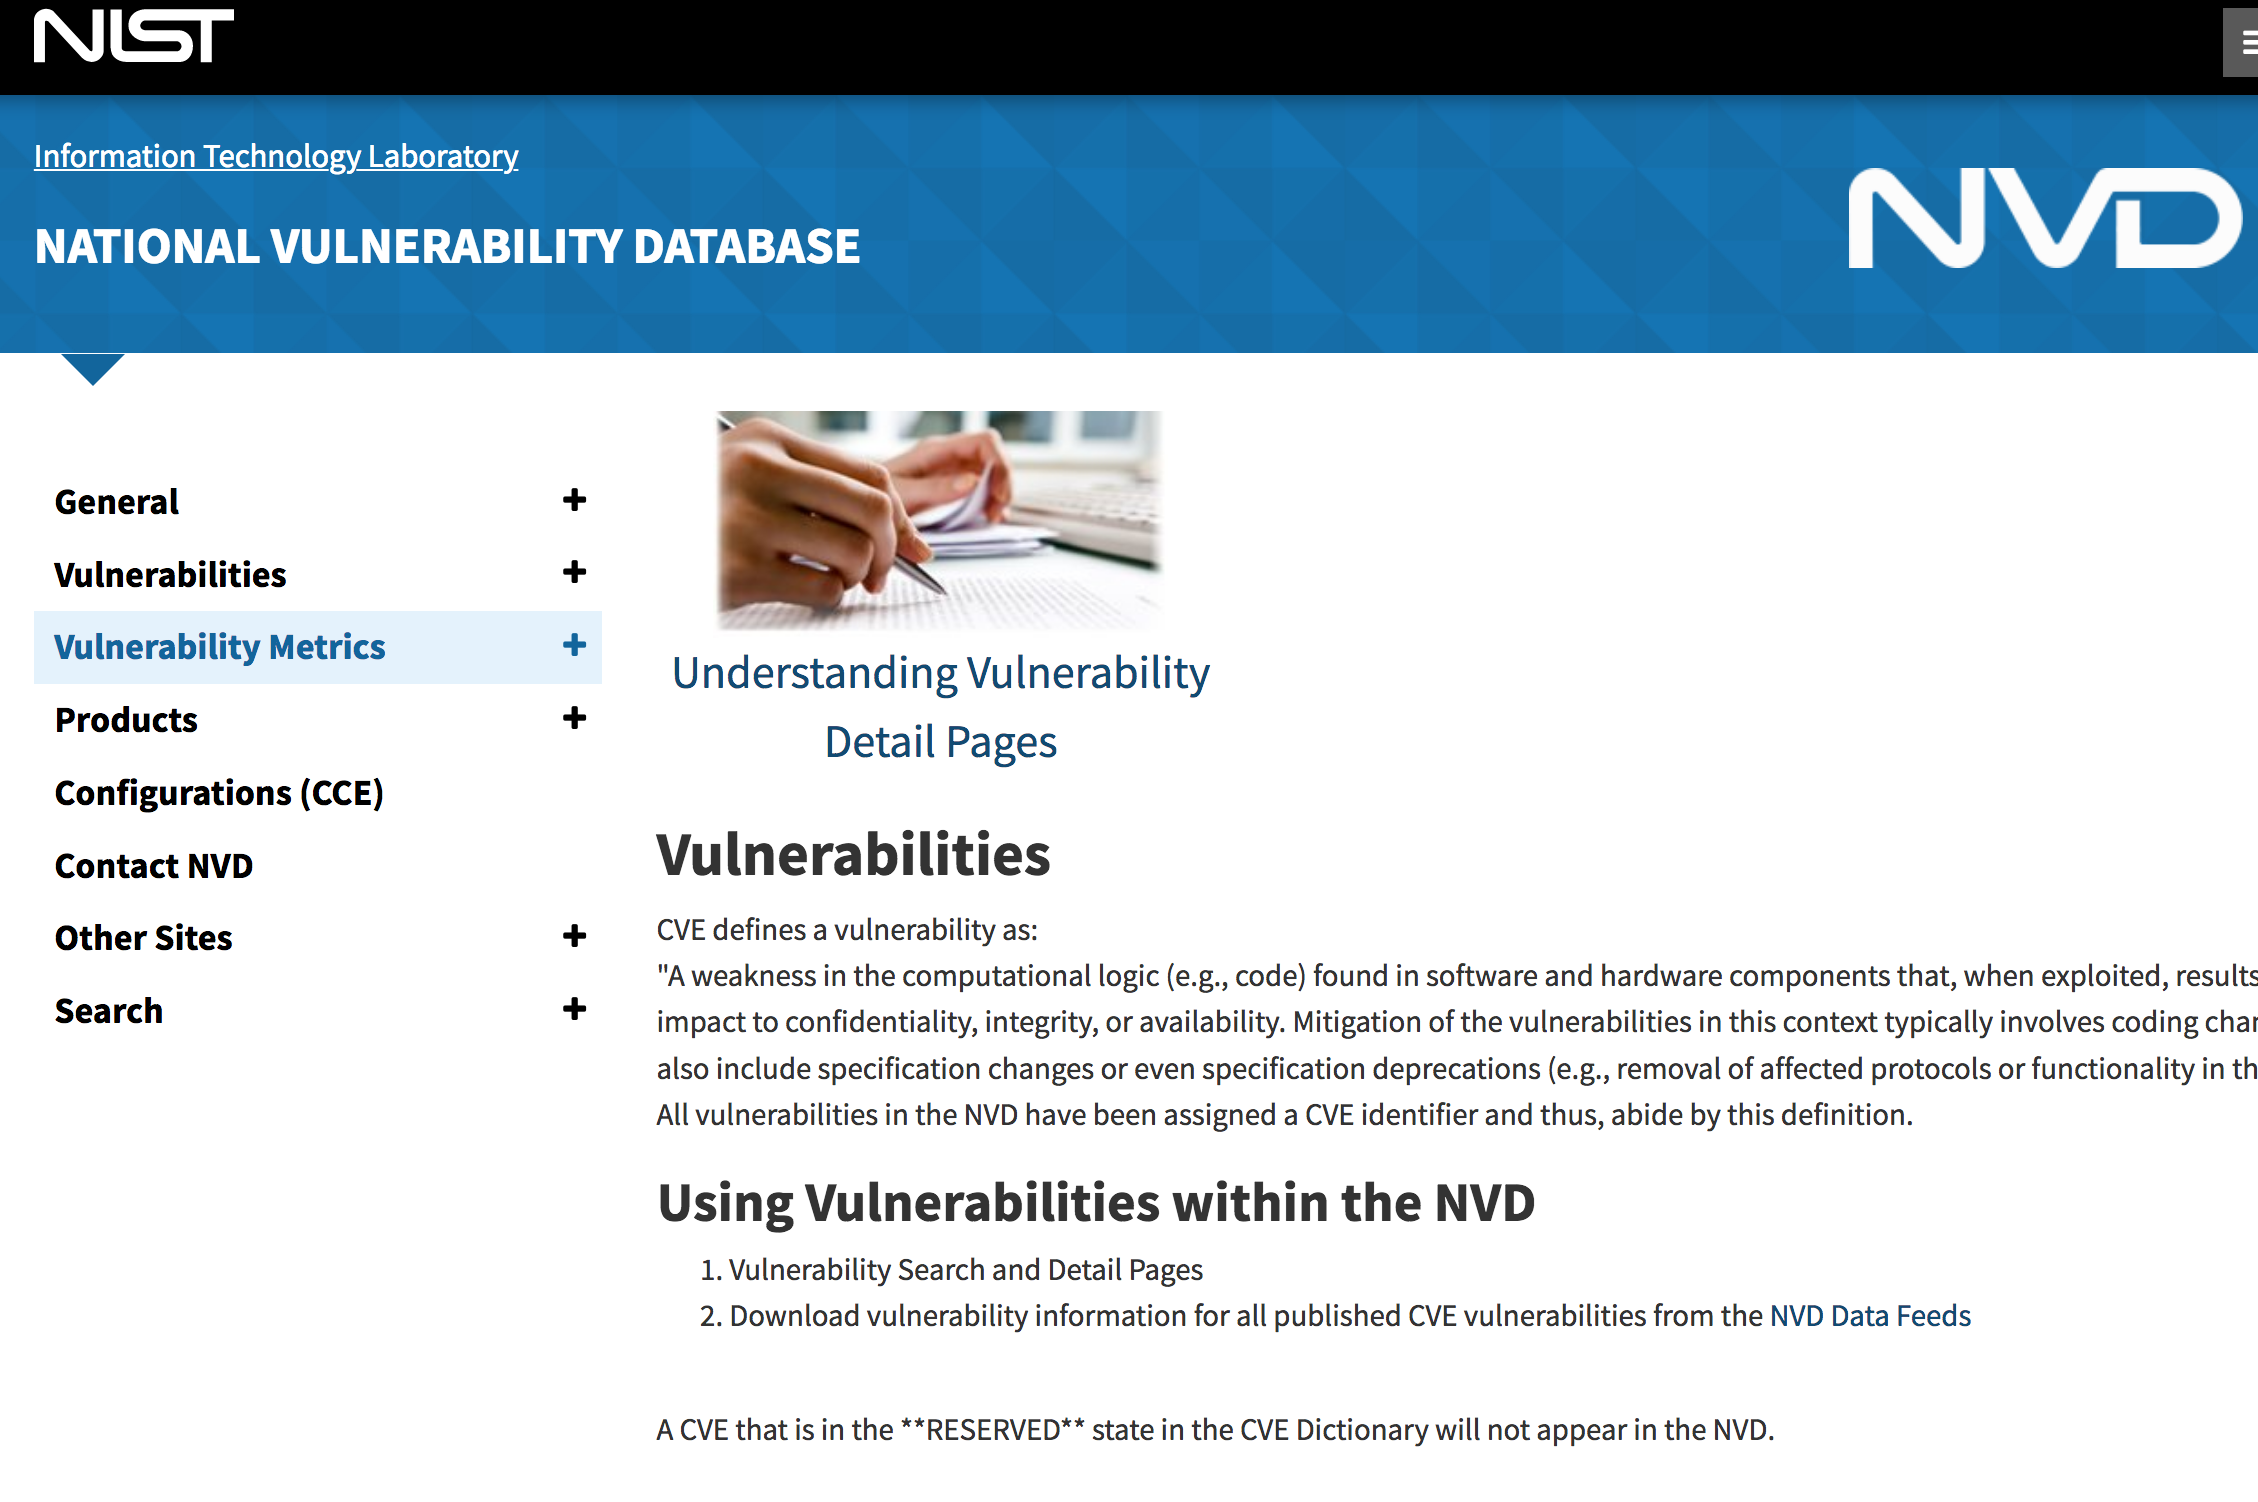 NIST
Information Technology Laboratory
NATIONAL VULNERABILITY DATABASE
NVD
General
Vulnerabilities
Vulnerability Metrics
Products
Configurations (CCE)
Contact NVD
Other Sites
Search
Understanding Vulnerability
Detail Pages
Vulnerabilities
CVE defines a vulnerability as:
"A weakness in the computational logic (e.g., code) found in software and hardware components that, when exploited, results
impact to confidentiality, integrity, or availability. Mitigation of the vulnerabilities in this context typically involves coding
also include specification changes or even specification deprecations (e.g., removal of affected protocols or functionality in
All vulnerabilities in the NVD have been assigned a CVE identifier and thus, abide by this definition.
Using Vulnerabilities within the NVD
1. Vulnerability Search and Detail Pages
2. Download vulnerability information for all published CVE vulnerabilities from the NVD Data Feeds
A CVE that is in the **RESERVED** state in the CVE Dictionary will not appear in the NVD.